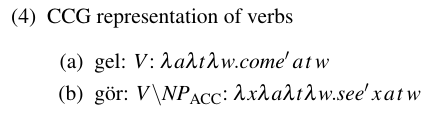 (4) CCG representation of verbs
(a) gel: V: λaλtλw.come′ a t w
(b) gör: V\NP_ACC: λxλaλtλw.see′ x a t w